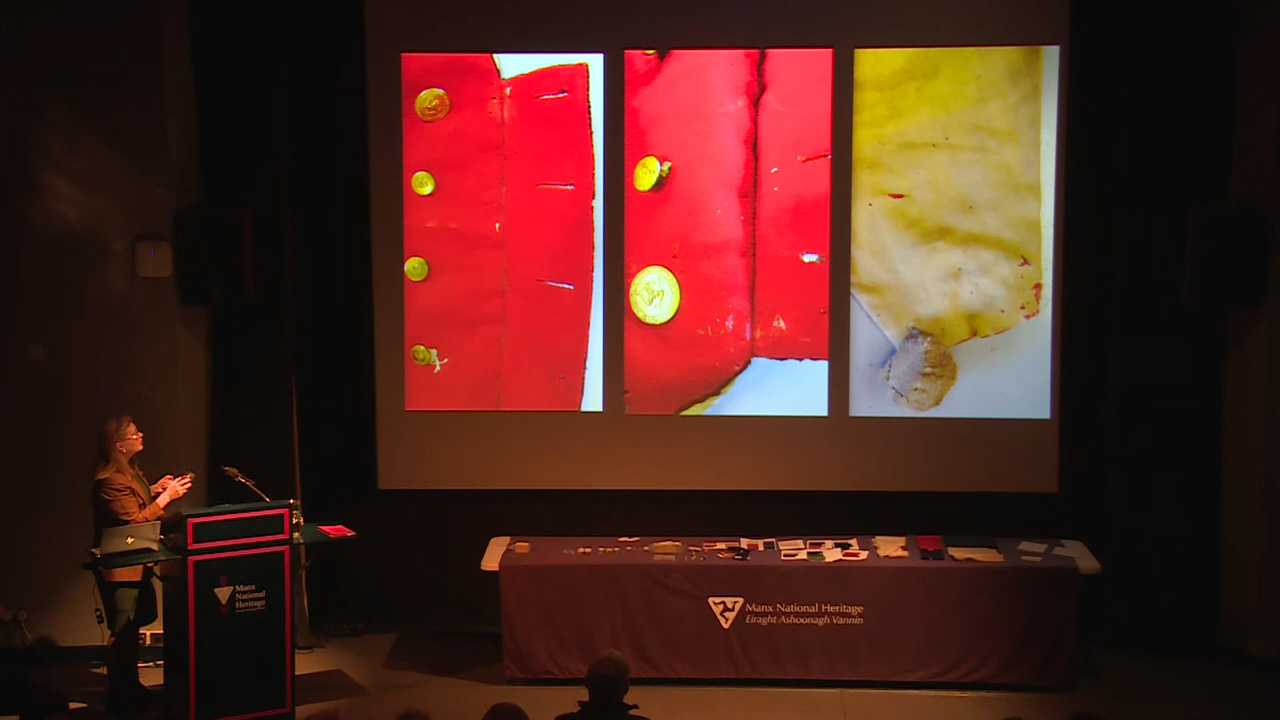 Manx
National
Heritage
Manx National Heritage
Eiraght Ashoonagh Vannin